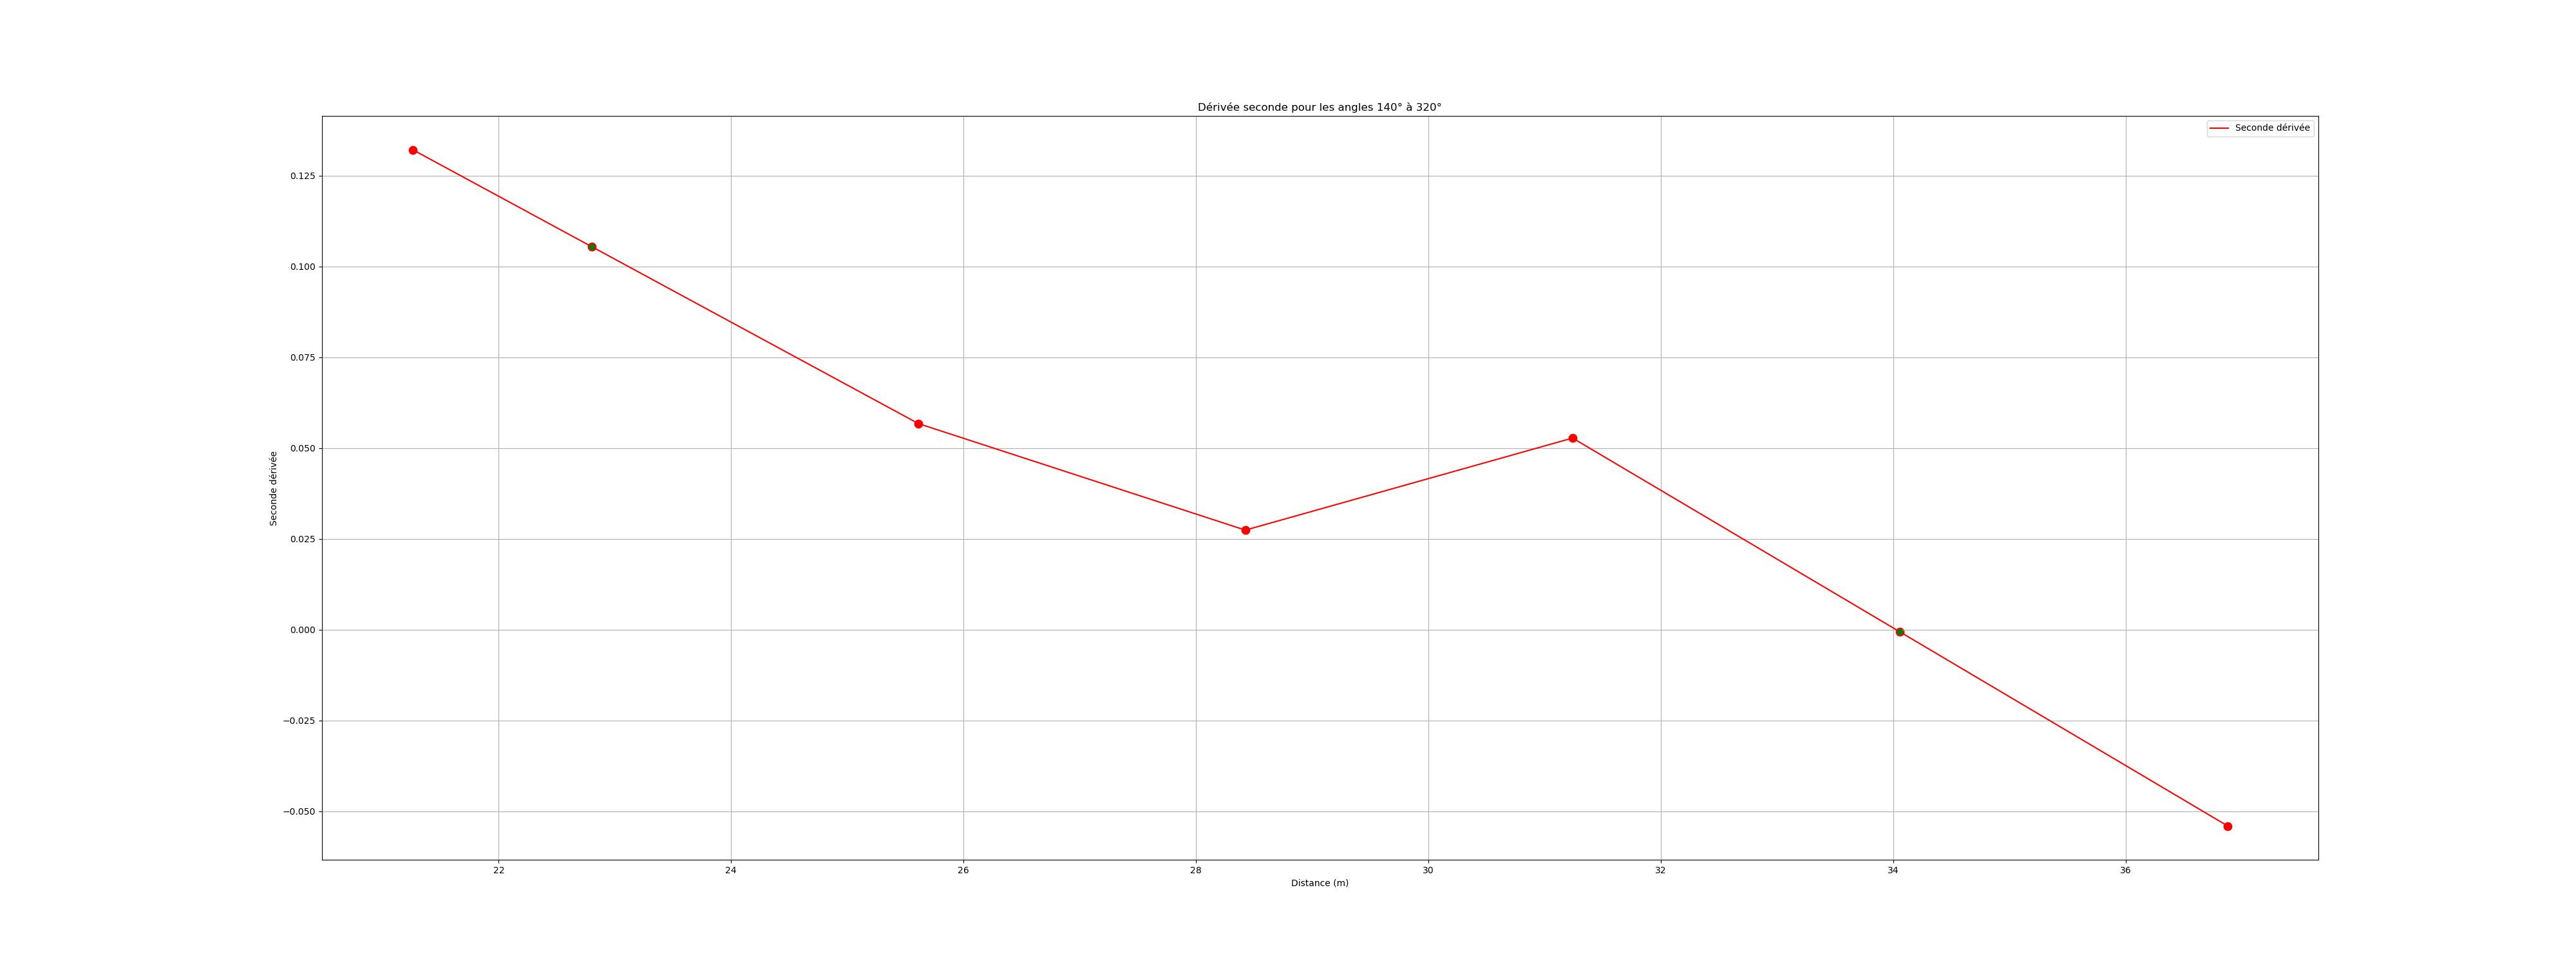 Dérivée seconde pour les angles 140° à 320°
Seconde dérivée
0.125
0.100
0.075
0.050
0.025
0.000
−0.025
−0.050
Seconde dérivée
22 24 26 28 30 32 34 36
Distance (m)